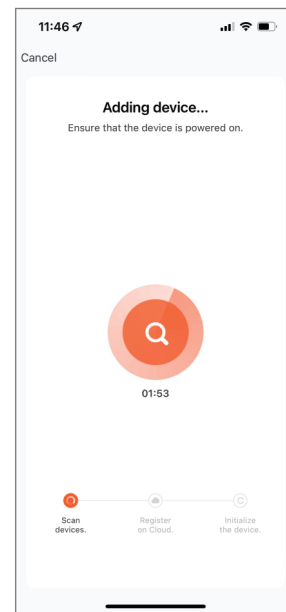 11:46
Cancel
Adding device...
Ensure that the device is powered on.
01:53
Scan
devices.
Register
on Cloud.
Initialize
the device.